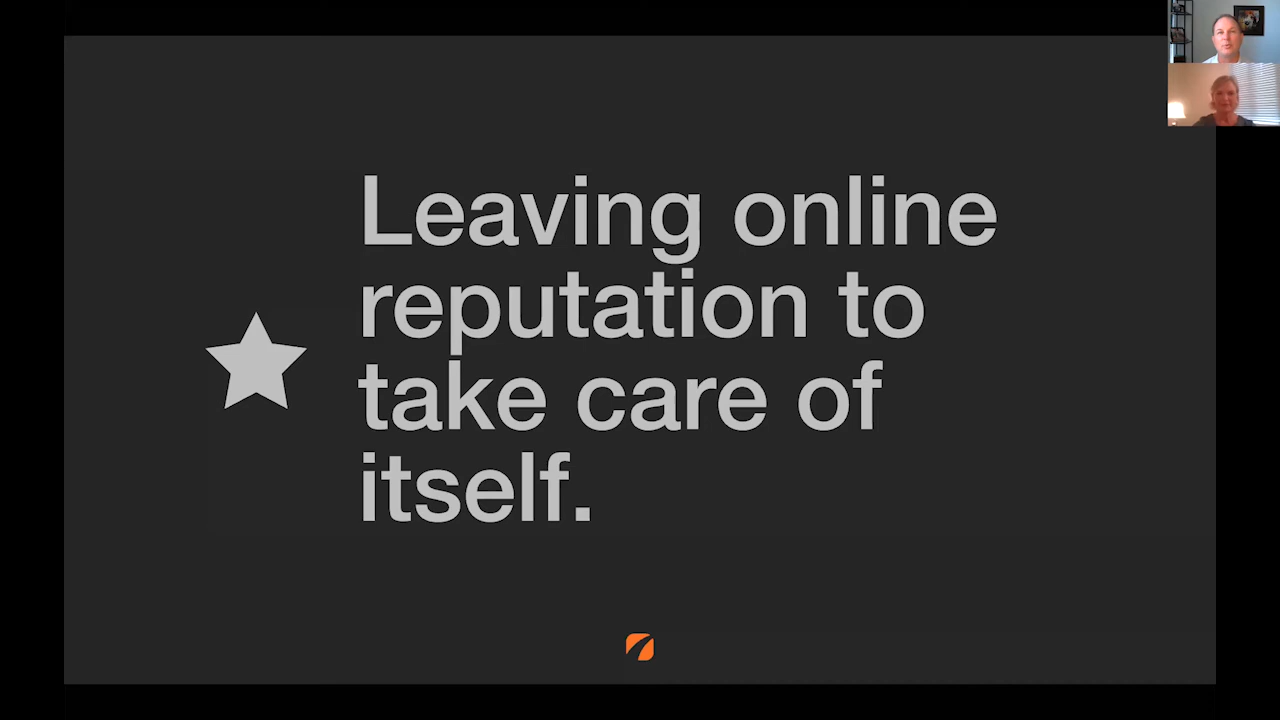 Leaving online
reputation to
take care of
itself.